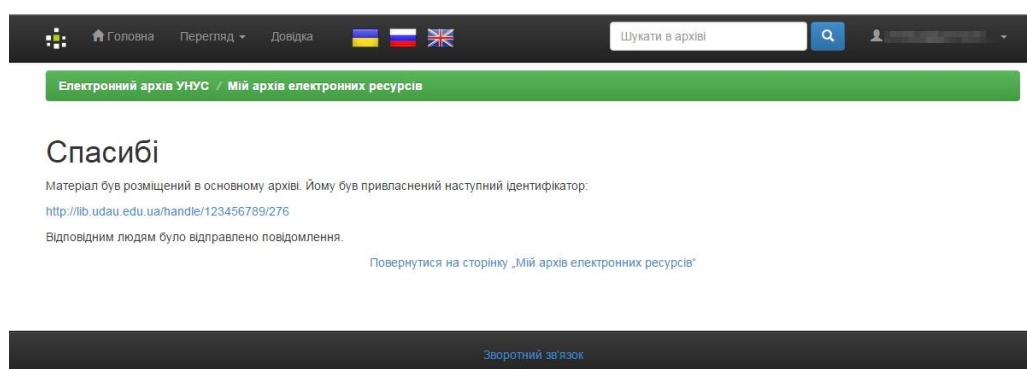 Головна Перегляд Довідка Шукати в архіві
Електронний архів УНУС / Мій архів електронних ресурсів
Спасибі
Матеріал був розміщений в основному архіві. Йому був привласнений наступний ідентифікатор:
http://lib.udau.edu.ua/handle/123456789/276
Відповідним людям було відправлено повідомлення.
Повернутися на сторінку „Мій архів електронних ресурсів“
Зворотний зв'язок